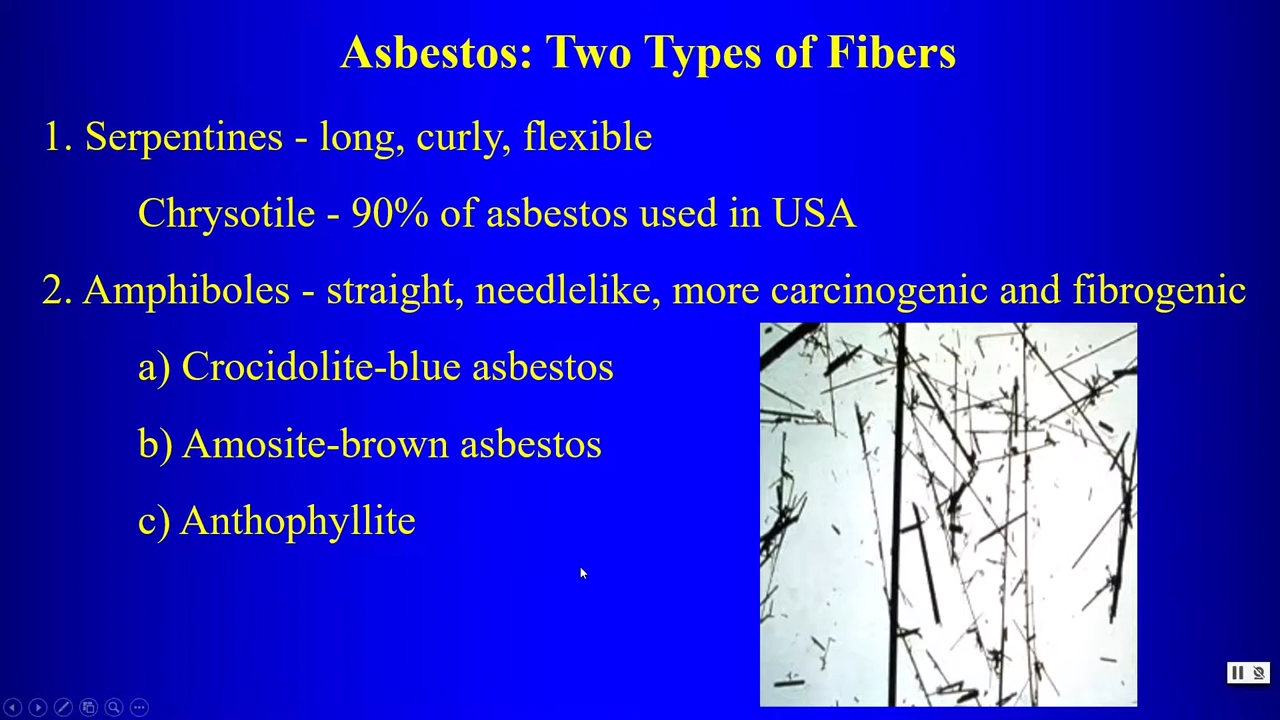 Asbestos: Two Types of Fibers
1. Serpentines - long, curly, flexible
Chrysotile - 90% of asbestos used in USA
2. Amphiboles - straight, needlelike, more carcinogenic and fibrogenic
a) Crocidolite-blue asbestos
b) Amosite-brown asbestos
c) Anthophyllite